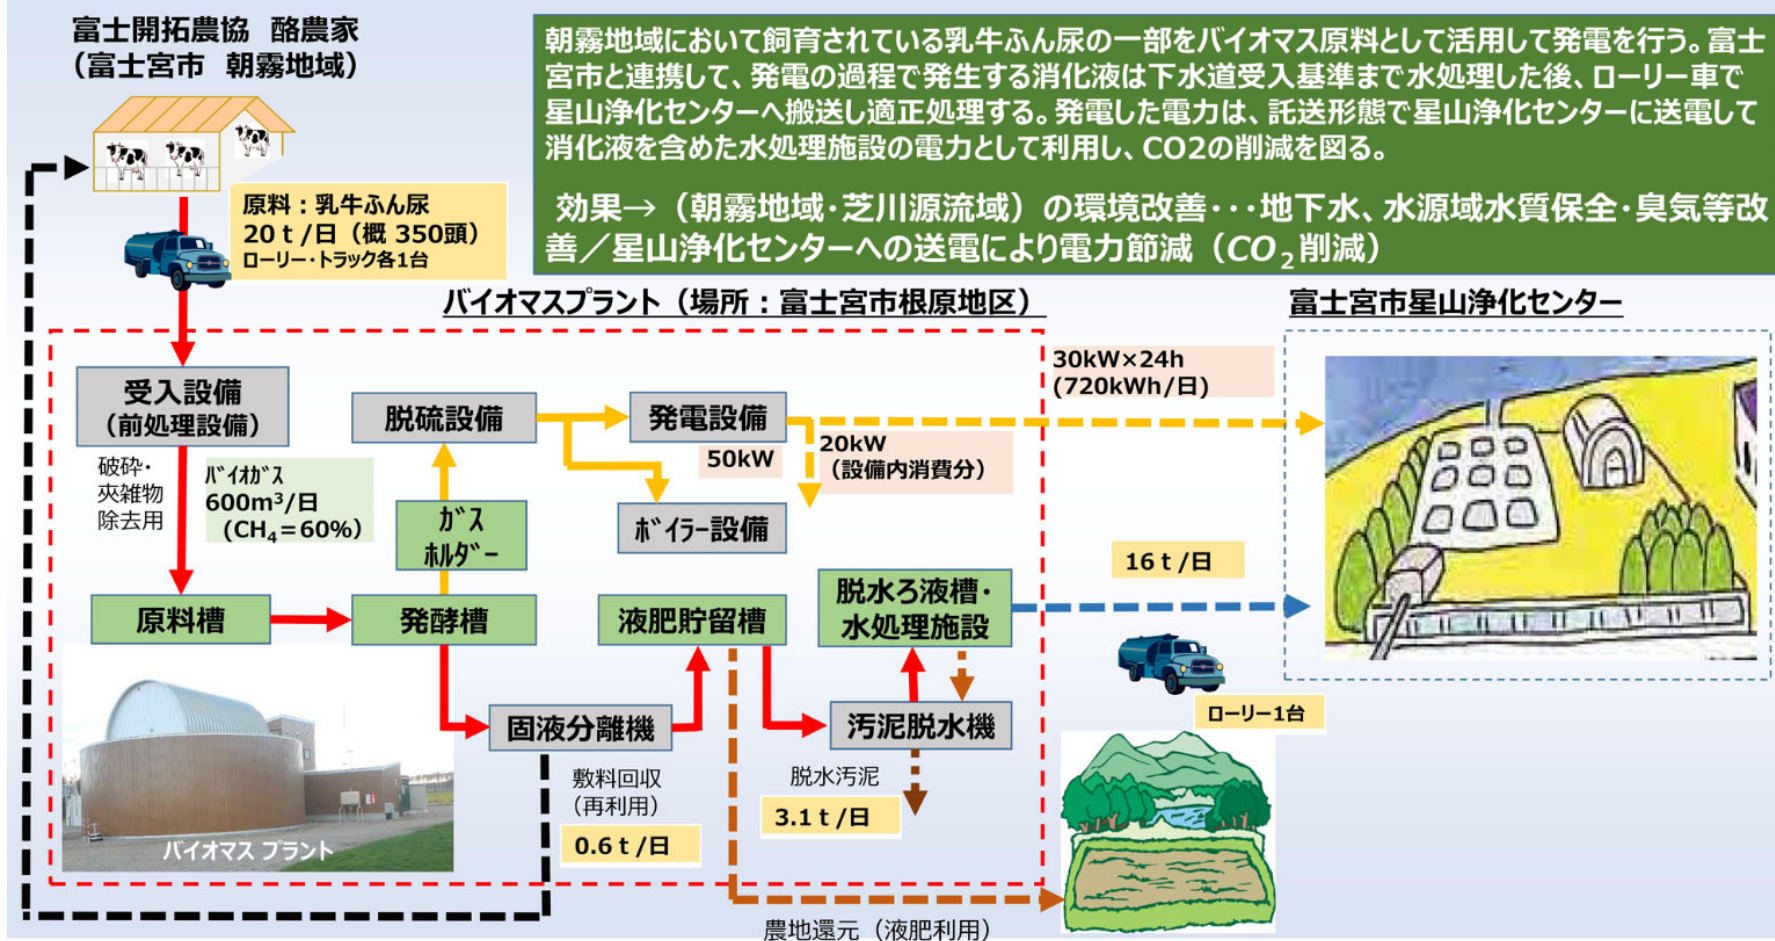 富士開拓農協 酪農家
（富士宮市 朝霧地域）
朝霧地域において飼育されている乳牛ふん尿の一部をバイオマス原料として活用して発電を行う。富士
宮市と連携して、発電の過程で発生する消化液は下水道受入基準まで水処理した後、ローリー車で
星山浄化センターへ搬送し適正処理する。発電した電力は、託送形態で星山浄化センターに送電して
消化液を含めた水処理施設の電力として利用し、CO2の削減を図る。
効果→（朝霧地域・芝川源流域）の環境改善・・・地下水、水源域水質保全・臭気等改
善／星山浄化センターへの送電により電力節減（CO₂削減）
原料：乳牛ふん尿
20ｔ/日（概 350頭）
ローリー・トラック各1台
バイオマスプラント（場所：富士宮市根原地区）
富士宮市星山浄化センター
受入設備
（前処理設備）
破砕・
夾雑物
除去用
ﾊﾞｲｵｶﾞｽ
600m³/日
（CH₄＝60%）
脱硫設備
発電設備
50kW
20kW
（設備内消費分）
30kW×24h
(720kWh/日)
ｶﾞｽ
ﾎﾙﾀﾞｰ
ﾎﾞｲﾗｰ設備
原料槽
発酵槽
液肥貯留槽
脱水ろ液槽・
水処理施設
16ｔ/日
ローリー1台
固液分離機
汚泥脱水機
敷料回収
（再利用）
0.6ｔ/日
脱水汚泥
3.1ｔ/日
バイオマス プラント
農地還元（液肥利用）